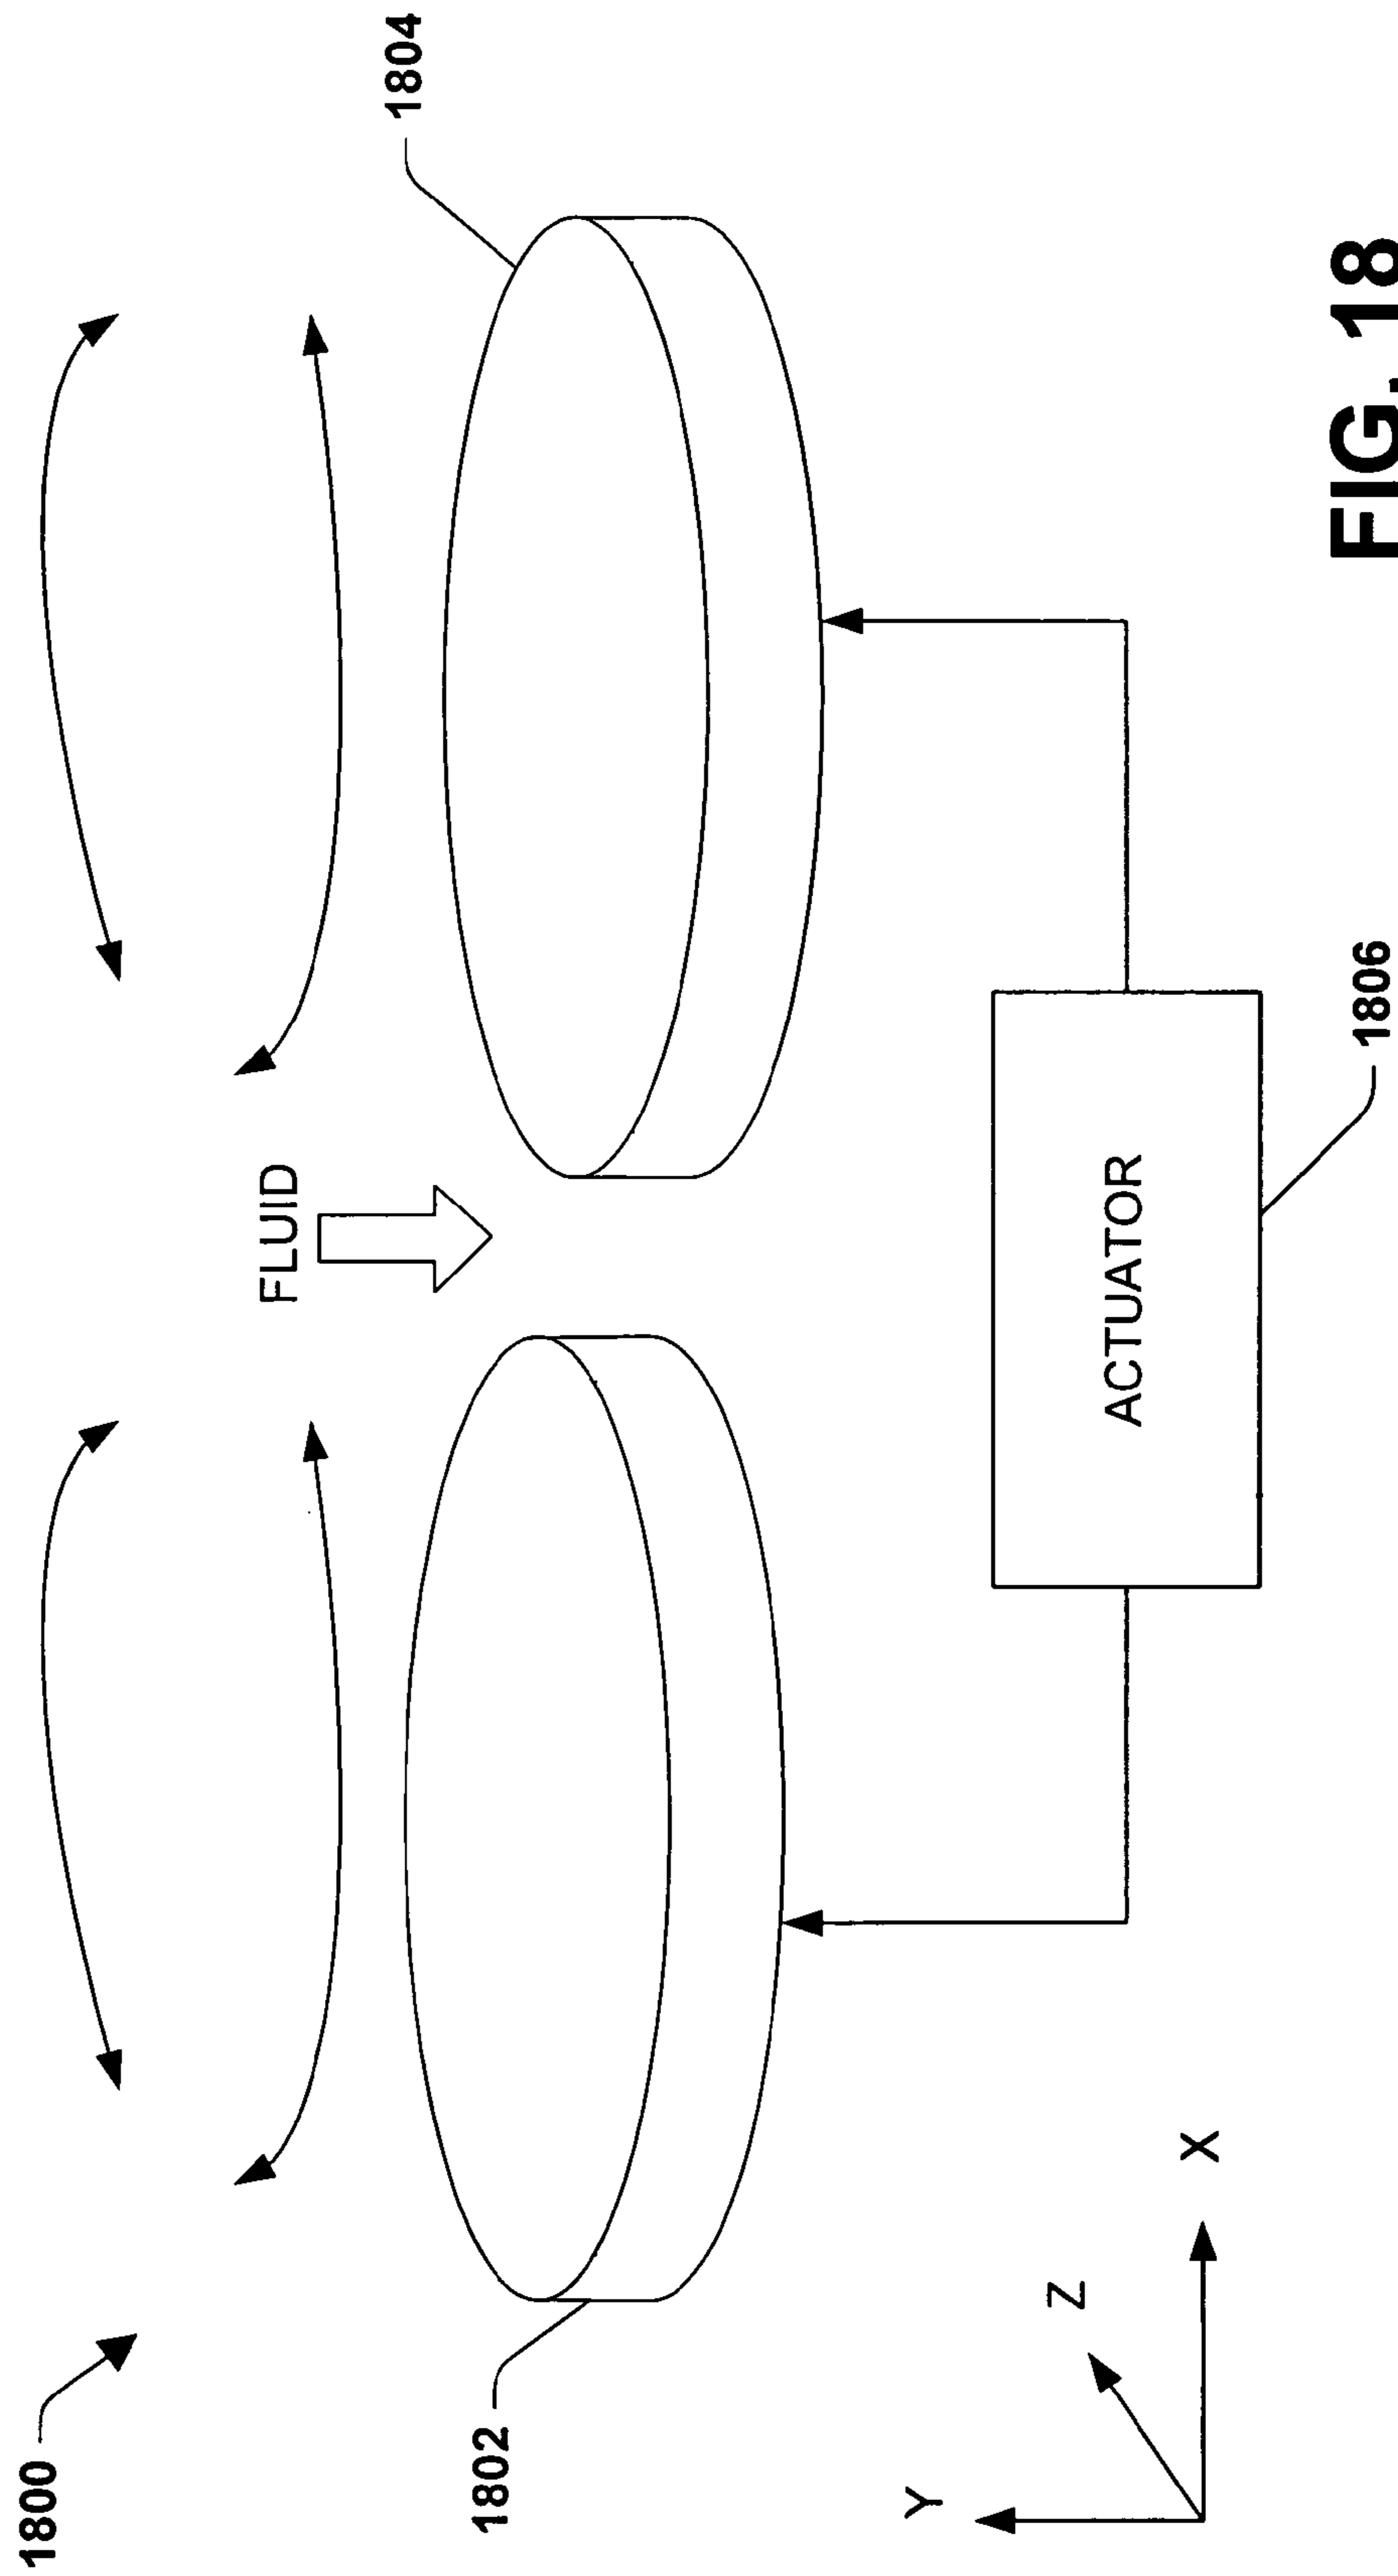 1800
1802
FLUID
1804
Y
Z
X
ACTUATOR
1806
FIG. 18